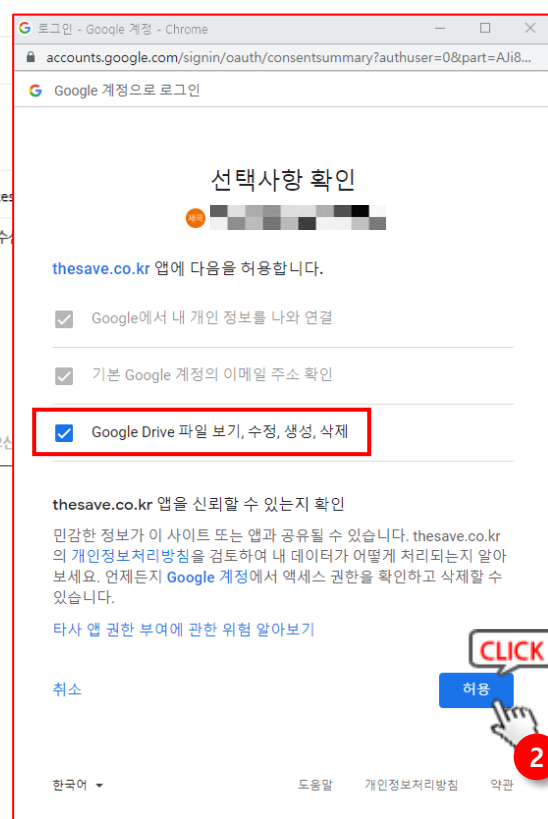 로그인 - Google 계정 - Chrome
accounts.google.com/signin/oauth/consentsummary?authuser=0&part=AJi8...
Google 계정으로 로그인
선택사항 확인
thesave.co.kr 앱에 다음을 허용합니다.
Google에서 내 개인 정보를 나와 연결
기본 Google 계정의 이메일 주소 확인
Google Drive 파일 보기, 수정, 생성, 삭제
thesave.co.kr 앱을 신뢰할 수 있는지 확인
민감한 정보가 이 사이트 또는 앱과 공유될 수 있습니다. thesave.co.kr
의 개인정보처리방침을 검토하여 내 데이터가 어떻게 처리되는지 알아
보세요. 언제든지 Google 계정에서 액세스 권한을 확인하고 삭제할 수
있습니다.
타사 앱 권한 부여에 관한 위험 알아보기
CLICK
취소
허용
2
한국어
도움말
개인정보처리방침
약관